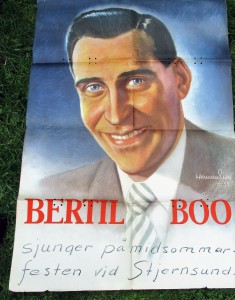 BERTIL BOO
sjunger på midsommar-
festen vid Stjernsund.